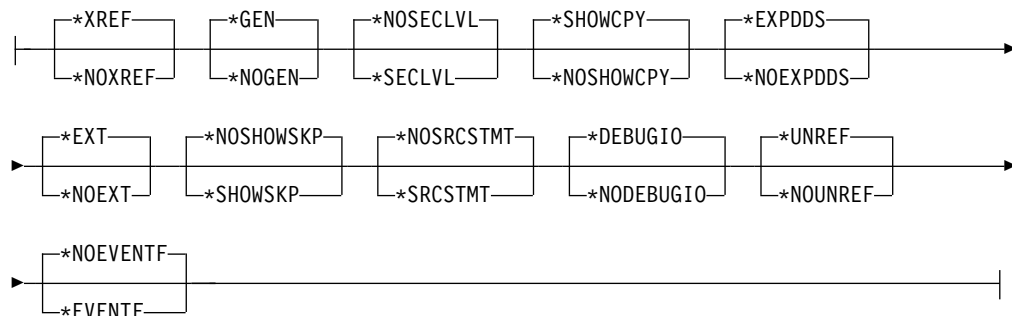 *XREF *GEN *NOSECLVL *SHOWCPY *EXPDDS
*NOXREF *NOGEN *SECLVL *NOSHOWCPY *NOEXPDDS
*EXT *NOSHOWSKP *NOSRCSTMT *DEBUGIO *UNREF
*NOEXT *SHOWSKP *SRCSTMT *NODEBUGIO *NOUNREF
*NOEVENTF
*EVENTF